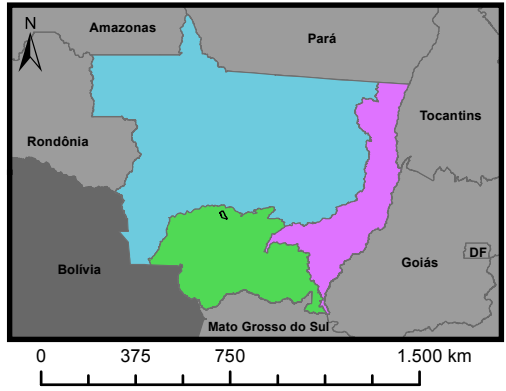 N
Amazonas
Pará
Tocantins
Rondônia
Bolívia
Goiás
DF
Mato Grosso do Sul
0 375 750 1.500 km